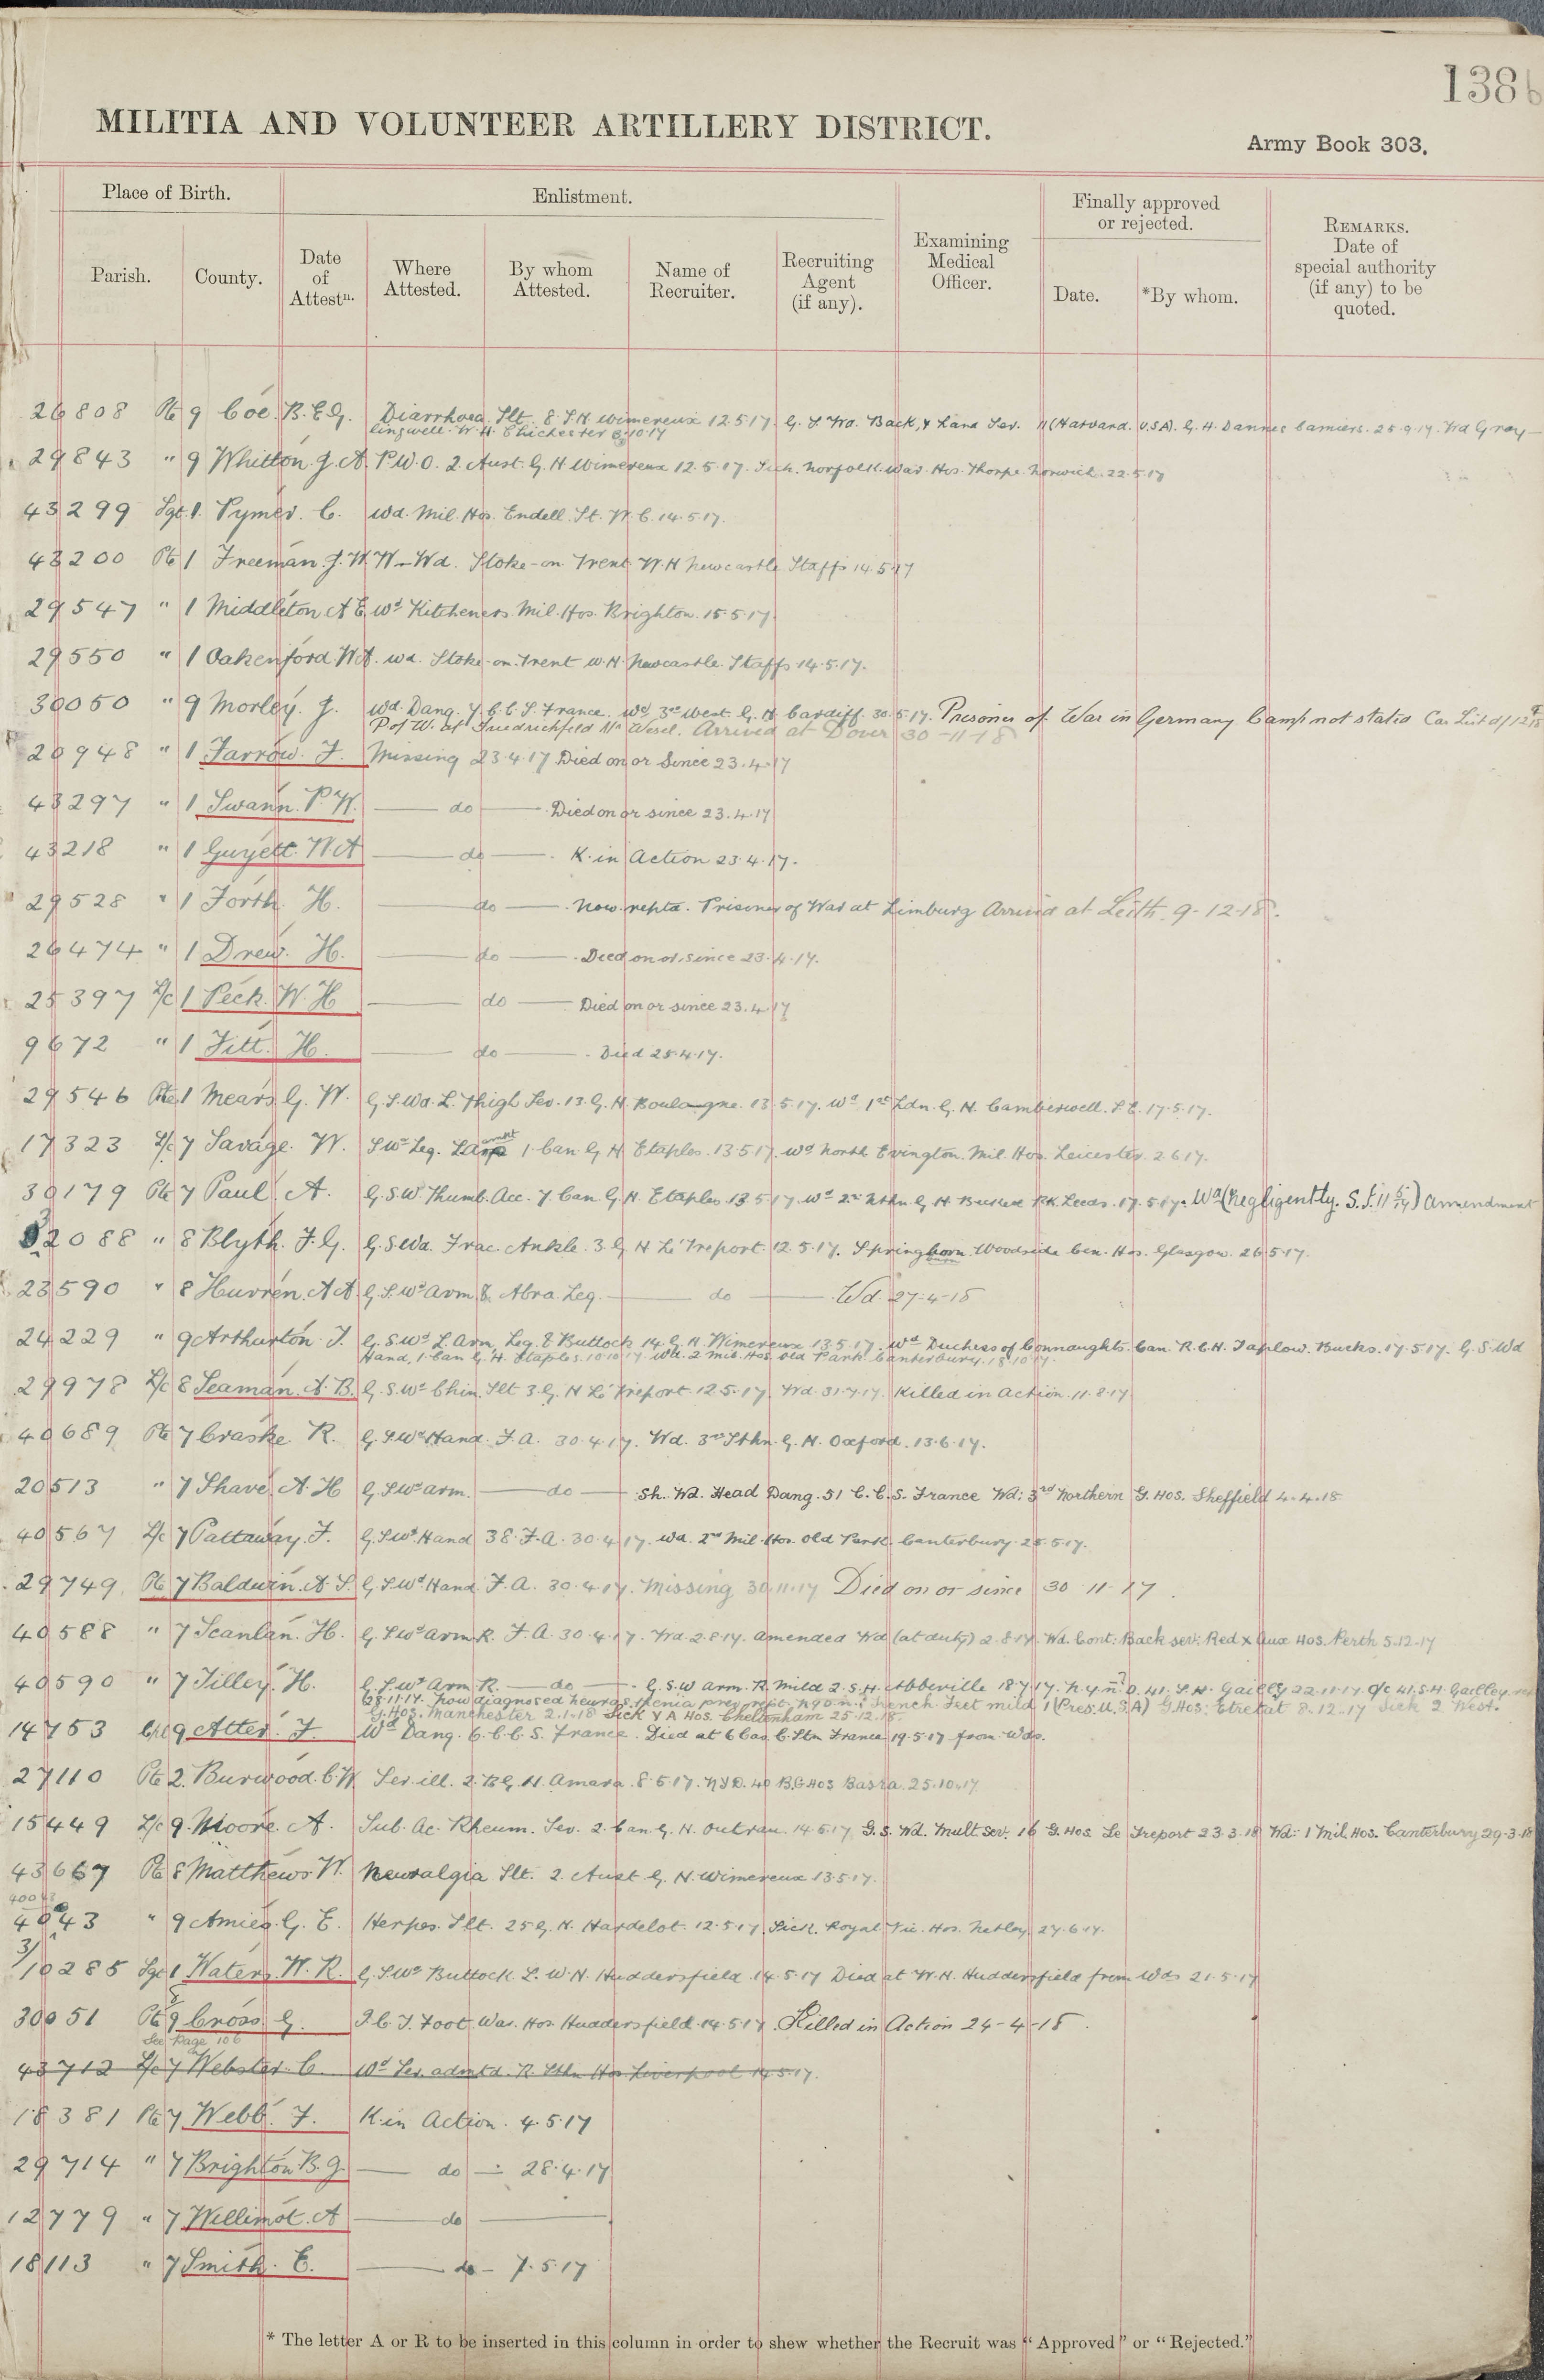 138b
MILITIA AND VOLUNTEER ARTILLERY DISTRICT.
Army Book 303.
Place of Birth. Enlistment. Examining Medical Officer. Finally approved or rejected. REMARKS. Date of special authority (if any) to be quoted.
Parish. County. Date of Attestn. Where Attested. By whom Attested. Name of Recruiter. Recruiting Agent (if any). Date. *By whom.
26808 Pte 9 Coe. B.E.G. Diarrhoea Slt. 8. S.H. Wimereux 12.5.17. G.S. Wd. Back, & Hand Sev. 11 (Harvard. U.S.A). G.H. Dannes Camiers. 25.9.17. Wd Gray-
lingwell. W.H. Chichester 8.10.17
29843 " 9 Whitton. J.A. P.U.O. 2. Aust. G.H Wimereux 12.5.17. Sick. Norfolk War. Hos. Thorpe. Norwich. 22.5.17
43299 Sgt. 1. Pymer. C. Wd. Mil. Hos. Endell. St. W.C. 14.5.17.
43200 Pte 1 Freeman. J.W.W - Wd. Stoke-on Trent W.H Newcastle Staffs 14.5.17
29547 " 1 Middleton A E Wd Kitcheners Mil. Hos. Brighton. 15.5.17.
29550 " 1 Oakenford W A. Wd. Stoke-on-Trent W.H. Newcastle. Staffs 14.5.17.
30050 " 9 Morley. J. Wd. Dang. 7. C.C.S. France. Wd 3rd West. G.H. Cardiff. 30.5.17. Prisoner of War in Germany Camp not stated Cas List d/
P of W. at Friedrichfeld Nr Wesel. Arrived at Dover 30-11-18
20948 " 1 Farrow. F. Missing 23.4.17 Died on or Since 23.4.17
43297 " 1 Swann. P.W. do Died on or since 23.4.17
43218 " 1 Guyett. W A do K. in Action 23.4.17.
29528 " 1 Forth. H. do Now reptd. Prisoner of War at Limburg Arrived at Leith. 9-12-18.
26474 " 1 Drew. H. do Died on or since 23.4.17.
25397 L/c 1 Peck. W.H do Died on or since 23.4.17
9672 " 1 Fitt. H. do Died 25.4.17.
29546 Pte 1 Mears G. W. G.S.Wd. L. Thigh Sev. 13. G.H. Boulogne. 13.5.17. Wd 1st Ldn. G.H. Camberwell. S.E. 17.5.17.
17323 L/c 7 Savage. W. S Wd Leg. 1. Can G H Etaples. 13.5.17. Wd North Evington. Mil. Hos. Leicester. 2.6.17.
30179 Pte 7 Paul. A. G.S.W. Thumb. Acc. 7 Can G.H. Etaples 13.5.17. Wd 2nd Nthn G H Becket PK. Leeds. 17.5.17. Wd (Negligently. S.I. ) Amendment
32088 " 8 Blyth. F.G. G.S.Wd. Frac. Ankle. 3. G H Le Treport. 12.5.17. Springburn Woodside Cen. Hos. Glasgow. 26.5.17.
23590 " 8 Huvren. A A G.S.Wd Arm & Abra. Leg. do Wd. 27-4-18
24229 " 9 Arthurton. J. G.S.Wd L. Arm, Leg. & Buttock 14. G.H. Wimereux 13.5.17. Wd Duchess of Connaughts. Can. R.C.H. Taplow. Bucks. 17.5.17. G.S.Wd
Hand, 1. Can G.H. Etaples. 10.10.17. Wd. 2 Mil. Hos. Old Park Canterbury. 18.10.17.
29978 L/c 8 Seaman. A.B. G.S.Wd Chin. Slt 3. G.H Le Treport. 12.5.17. Wd. 31.7.17. Killed in Action. 11.8.17
40689 Pte 7 Craske. R. G.S.Wd Hand. F.A. 30.4.17. Wd. 3rd Sthn. G.H. Oxford. 13.6.17.
20513 " 7 Shave. A.H G.S.Wd arm. do Sh. Wd. Head Dang. 51 C.C.S. France Wd: 3rd Northern G. Hos. Sheffield 4-4-18
40567 L/c 7 Pattaway. F. G.S.Wd. Hand 38. F.A. 30.4.17. Wd. 2nd Mil. Hos. Old Park. Canterbury. 25.5.17.
29749. Pte 7 Baldwin. A.S. G.S.Wd Hand. F.A. 30.4.17. Missing 30.11.17 Died on or since 30 11-17.
40588 " 7 Scanlan. H. G.S.Wd arm. R. F.A. 30.4.17. Wd. 2.8.17. Amended Wd (at duty) 2.8.17. Wd. Cont: Back sev: Red X Aux Hos. Perth 5.12.17
40590 " 7 Tilley. H. G.S.Wd Arm. R. do G.S.W Arm. R. Mild 2. S.H. Abbeville 18.7.17. N.Y.D. 41. S.H. Gailly 22.11.17. O/c 41. S.H. Gailley
28.11.17. Now diagnosed Neurasthenia prev rept. N.Y.D.N: Trench Feet mild 1 (Pres. U.S.A) G. Hos. Etretat 8.12.17 Sick 2 West.
G. Hos. Manchester 2.1.18 Sick V A Hos. Cheltenham 25.12.18.
14753 Cpl 9 Atter. F. Wd Dang. 6. C.C.S. France. Died at 6 Cas. C. Stn France 19.5.17 from Wds.
27110 Pte 2. Burwood. C.W. Ser. ill. 2. B.G.H. Amara. 8.5.17. N.Y.D. 40 B.G Hos Basra. 25.10.17
15449 L/c 9. Moore. A. Sub. Ac. Rheum. Sev. 2. Can. G.H. Outreau. 14.5.17. G.S. Wd. Mult Sev. 16 G. Hos. Le Treport 23.3.18 Wd: 1 Mil. Hos. Canterbury 29.3.18
43667 Pte 8 Matthews W. Neuralgia Slt. 2. Aust G.H. Wimereux 13.5.17.
40043
4043 " 9 Amies. G. E. Herpes. Slt. 25 G.H. Hardelot. 12.5.17. Sick. Royal Vic. Hos. Netley. 27.6.17.
3/10285 Sgt 1 Waters. W. R. G.S.Wd Buttock. L. W.H. Huddersfield. 14.5.17 Died at W.H. Huddersfield from Wds 21.5.17
30051 Pte 9 Cross. G. I.C.T. Foot. War. Hos. Huddersfield. 14.5.17. Killed in Action 24-4-18.
See Page 106
43712 L/c 7 Webster. C. Wd Sev. admtd. R. Sthn Hos Liverpool 14.5.17.
18381 Pte 7 Webb. F. K. in Action. 4.5.17
29714 " 7 Brighton B.G. do 28.4.17
12779 " 7 Willimot. A do
18113 " 7 Smith. E. do - 7.5.17
* The letter A or R to be inserted in this column in order to shew whether the Recruit was "Approved" or "Rejected."